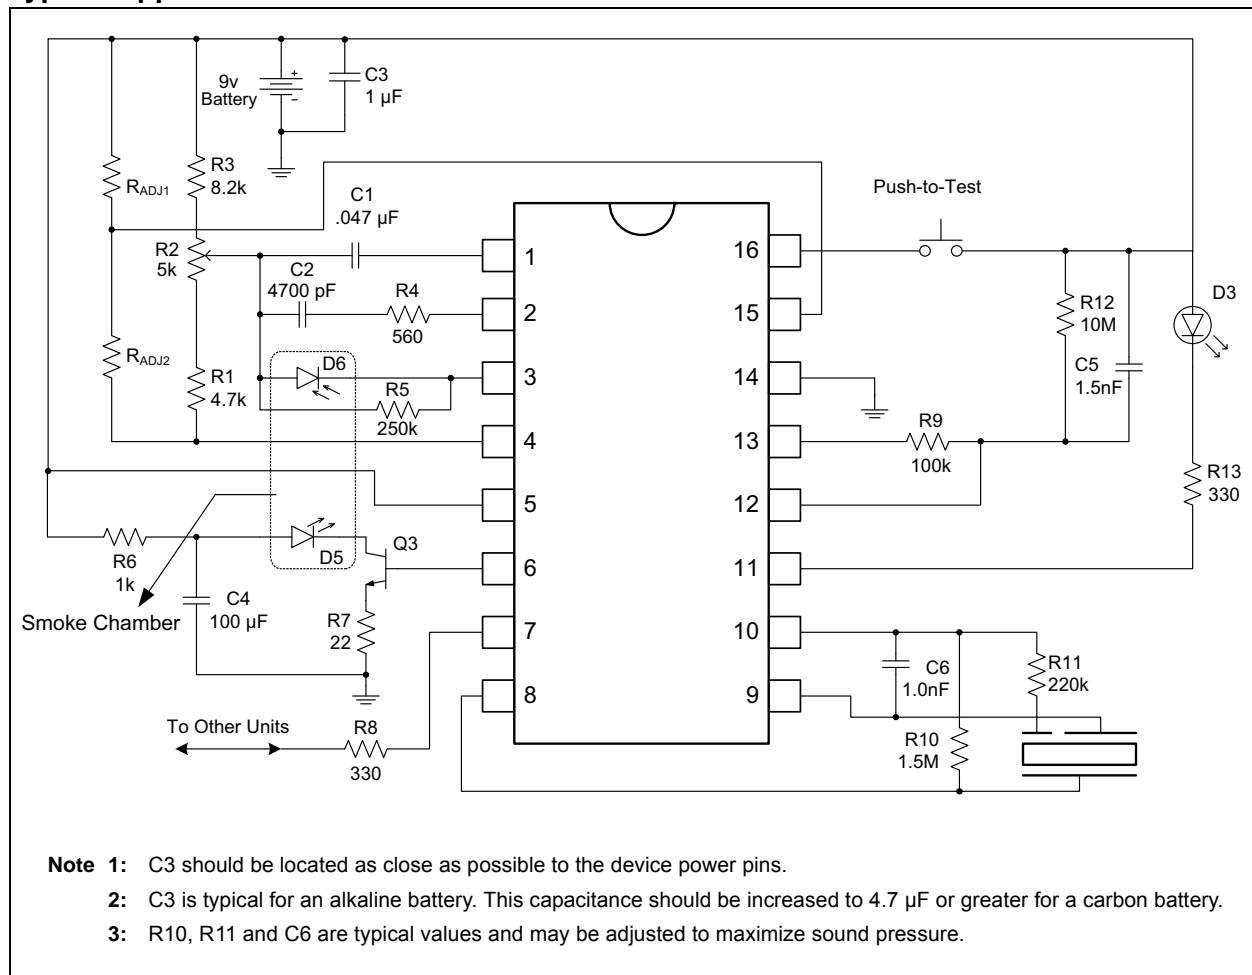 9v
Battery
C3
1 µF
R3
8.2k
RADJ1
C1
.047 µF
Push-to-Test
R2
5k
C2
4700 pF
R4
560
RADJ2
D6
R5
250k
R1
4.7k
1
2
3
4
5
6
7
8
16
15
14
13
12
11
10
9
R12
10M
C5
1.5nF
D3
R9
100k
R13
330
R6
1k
D5
Q3
C4
100 µF
R7
22
Smoke Chamber
To Other Units
R8
330
C6
1.0nF
R11
220k
R10
1.5M
Note 1: C3 should be located as close as possible to the device power pins.
2: C3 is typical for an alkaline battery. This capacitance should be increased to 4.7 µF or greater for a carbon battery.
3: R10, R11 and C6 are typical values and may be adjusted to maximize sound pressure.